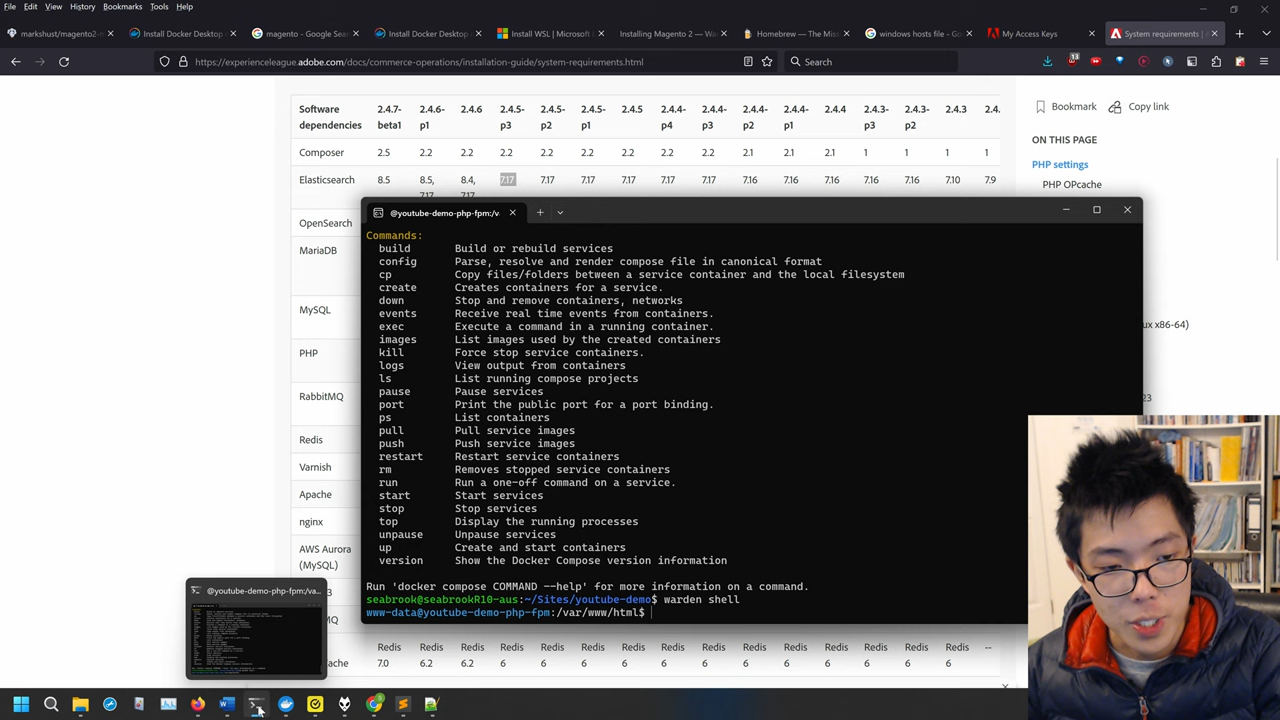 File Edit View History Bookmarks Tools Help
markshust/magento2-m
Install Docker Desktop
magento - Google Sea
Install Docker Desktop
Install WSL | Microsoft
Installing Magento 2 — Wa
Homebrew — The Miss
windows hosts file - Go
My Access Keys
System requirements |
https://experienceleague.adobe.com/docs/commerce-operations/installation-guide/system-requirements.html
Search
13
Software dependencies 2.4.7-beta1 2.4.6-p1 2.4.6 2.4.5-p3 2.4.5-p2 2.4.5-p1 2.4.5 2.4.4-p4 2.4.4-p3 2.4.4-p2 2.4.4-p1 2.4.4 2.4.3-p3 2.4.3-p2 2.4.3 2.4.
Composer 2.5 2.2 2.2 2.2 2.2 2.2 2.2 2.2 2.2 2.1 2.1 2.1 1 1 1 1
Elasticsearch 8.5 8.5, 7.17 8.4, 7.17 7.17 7.17 7.17 7.17 7.17 7.17 7.16 7.16 7.16 7.16 7.16 7.10 7.9
OpenSearch
MariaDB
MySQL
PHP
RabbitMQ
Redis
Varnish
Apache
nginx
AWS Aurora
(MySQL)
MQ
Redis Redis Redis Redis Redis Redis Redis Redis Redis Redis Redis Redis Redis
ache 7.0 6.2 6 6 6 6 6 6 6 6 6 6 6 6 6
Bookmark
Copy link
ON THIS PAGE
PHP settings
PHP OPcache
ux x86-64)
23
@youtube-demo-php-fpm:/v
Commands:
build Build or rebuild services
config Parse, resolve and render compose file in canonical format
cp Copy files/folders between a service container and the local filesystem
create Creates containers for a service.
down Stop and remove containers, networks
events Receive real time events from containers.
exec Execute a command in a running container.
images List images used by the created containers
kill Force stop service containers.
logs View output from containers
ls List running compose projects
pause Pause services
port Print the public port for a port binding.
ps List containers
pull Pull service images
push Push service images
restart Restart service containers
rm Removes stopped service containers
run Run a one-off command on a service.
start Start services
stop Stop services
top Display the running processes
unpause Unpause services
up Create and start containers
version Show the Docker Compose version information
Run 'docker compose COMMAND --help' for more information on a command.
seabrook@seabrookR10-aus:~/Sites/youtube-demo$ warden shell
www-data@youtube-demo-php-fpm:/var/www/html$
@youtube-demo-php-fpm:/va...